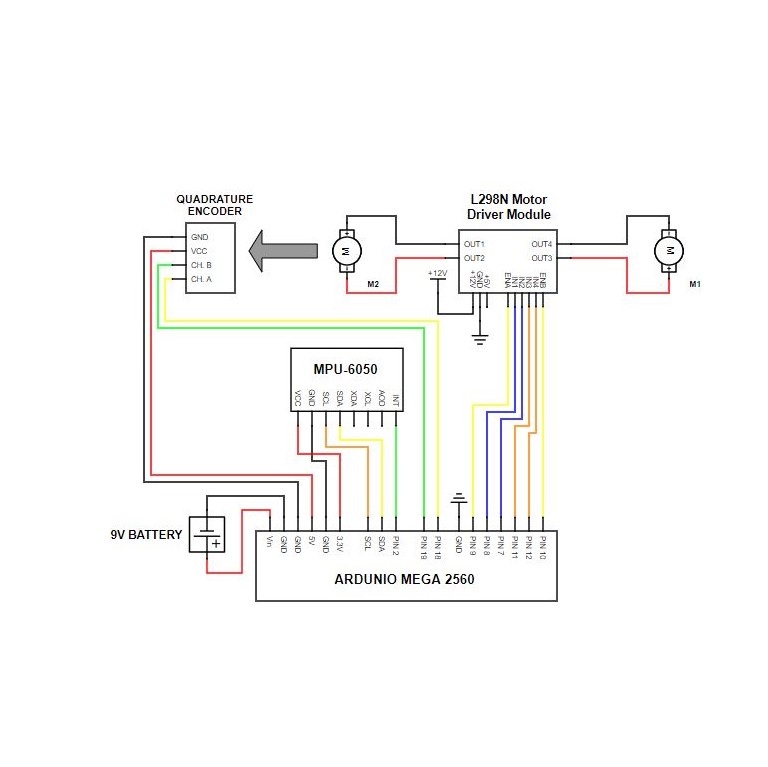 QUADRATURE
ENCODER
GND
VCC
CH. B
CH. A
M
M2
L298N Motor
Driver Module
OUT1
OUT2
OUT4
OUT3
+12V
+12V
GND
+5V
ENA
IN1
IN2
IN3
IN4
ENB
M
M1
MPU-6050
VCC
GND
SCL
SDA
XDA
XCL
AOD
INT
9V BATTERY
Vin
GND
GND
5V
GND
3.3V
SCL
SDA
PIN 2
PIN 19
PIN 18
GND
PIN 9
PIN 8
PIN 7
PIN 11
PIN 12
PIN 10
ARDUNIO MEGA 2560